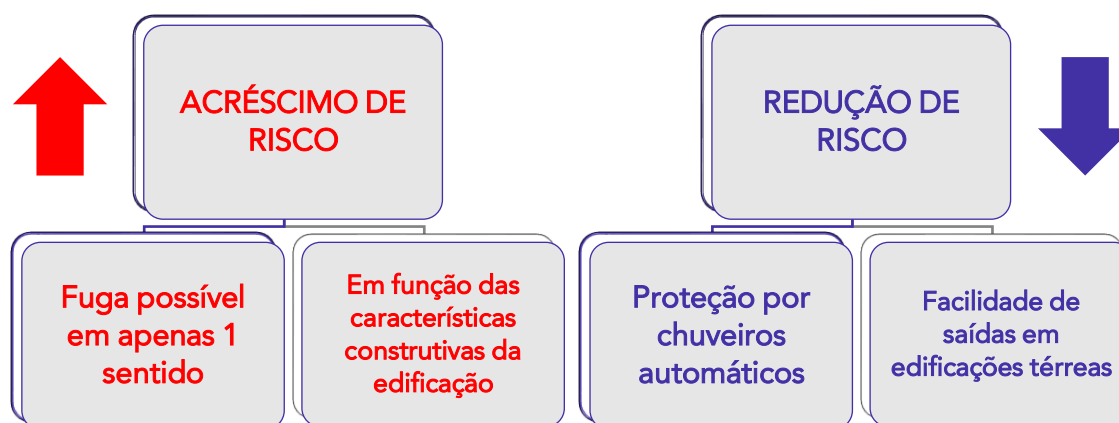 ACRÉSCIMO DE
RISCO
REDUÇÃO DE
RISCO
Fuga possível
em apenas 1
sentido
Em função das
características
construtivas da
edificação
Proteção por
chuveiros
automáticos
Facilidade de
saídas em
edificações térreas